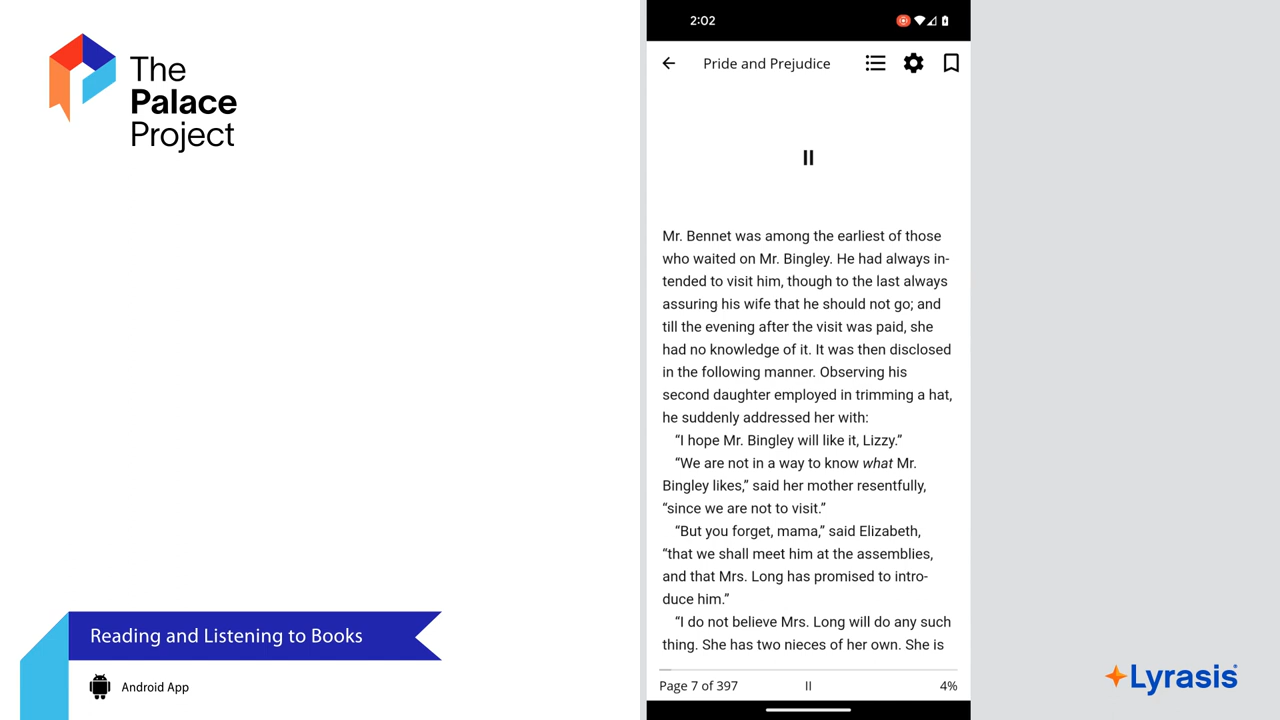 The
Palace
Project
2:02
Pride and Prejudice
II
Mr. Bennet was among the earliest of those
who waited on Mr. Bingley. He had always in-
tended to visit him, though to the last always
assuring his wife that he should not go; and
till the evening after the visit was paid, she
had no knowledge of it. It was then disclosed
in the following manner. Observing his
second daughter employed in trimming a hat,
he suddenly addressed her with:
“I hope Mr. Bingley will like it, Lizzy.”
“We are not in a way to know what Mr.
Bingley likes,” said her mother resentfully,
“since we are not to visit.”
“But you forget, mama,” said Elizabeth,
“that we shall meet him at the assemblies,
and that Mrs. Long has promised to intro-
duce him.”
“I do not believe Mrs. Long will do any such
thing. She has two nieces of her own. She is
Page 7 of 397 II 4%
Reading and Listening to Books
Android App
Lyrasis